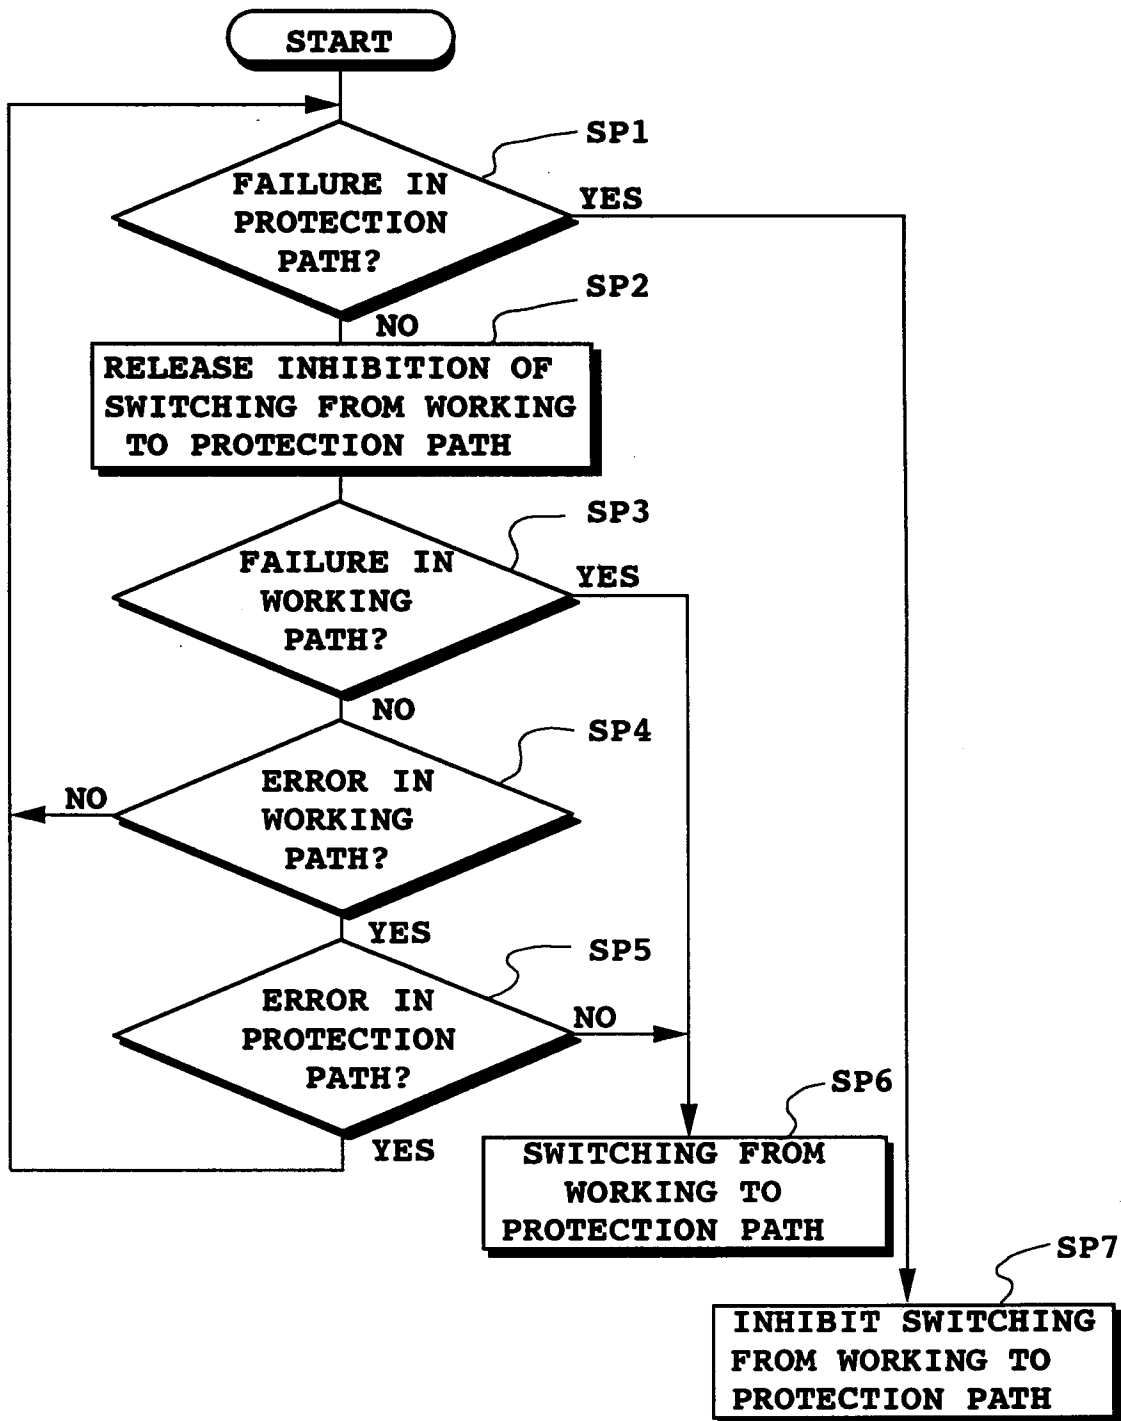 START
SP1
FAILURE IN
PROTECTION
PATH?
YES
SP2
NO
RELEASE INHIBITION OF
SWITCHING FROM WORKING
TO PROTECTION PATH
SP3
FAILURE IN
WORKING
PATH?
YES
NO
SP4
ERROR IN
WORKING
PATH?
NO
YES
SP5
ERROR IN
PROTECTION
PATH?
NO
YES
SP6
SWITCHING FROM
WORKING TO
PROTECTION PATH
SP7
INHIBIT SWITCHING
FROM WORKING TO
PROTECTION PATH